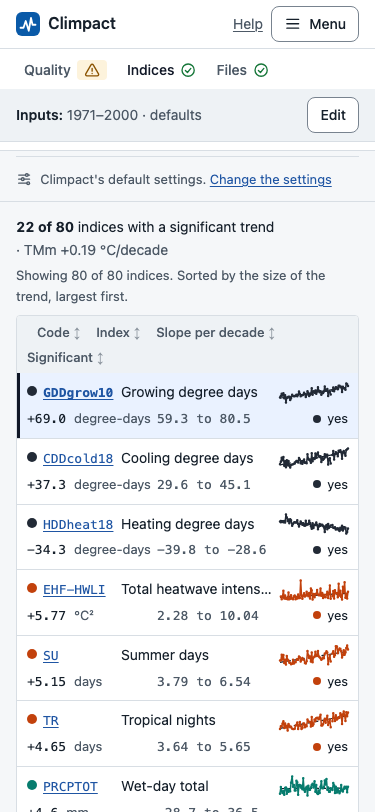 Climpact
Help
Menu
Quality
Indices
Files
Inputs: 1971–2000 · defaults
Edit
Climpact's default settings. Change the settings
22 of 80 indices with a significant trend
· TMm +0.19 °C/decade
Showing 80 of 80 indices. Sorted by the size of the
trend, largest first.
Code Index Slope per decade
Significant
GDDgrow10 Growing degree days
+69.0 degree-days 59.3 to 80.5 yes
CDDcold18 Cooling degree days
+37.3 degree-days 29.6 to 45.1 yes
HDDheat18 Heating degree days
−34.3 degree-days −39.8 to −28.6 yes
EHF–HWLI Total heatwave intens...
+5.77 °C² 2.28 to 10.04 yes
SU Summer days
+5.15 days 3.79 to 6.54 yes
TR Tropical nights
+4.65 days 3.64 to 5.65 yes
PRCPTOT Wet-day total